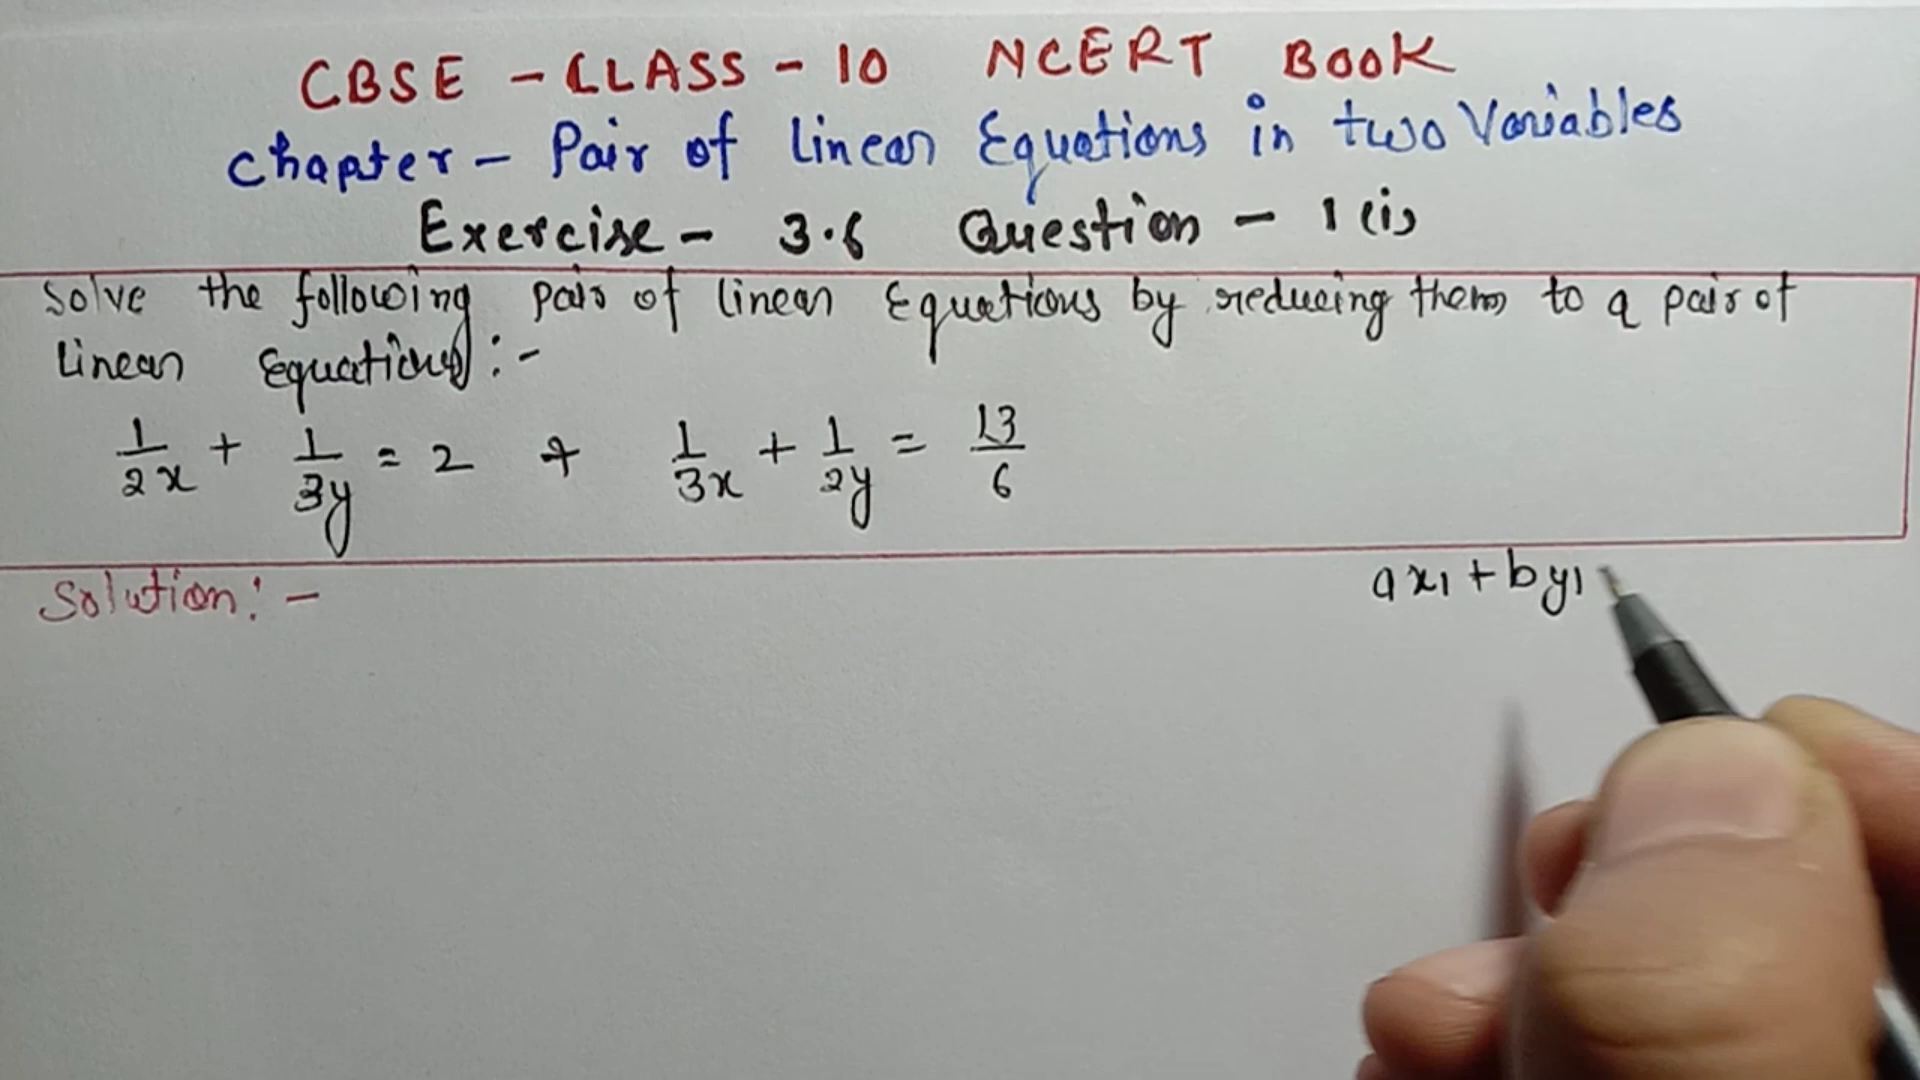 CBSE - CLASS - 10 NCERT BOOK
Chapter - Pair of linear Equations in two Variables
Exercise - 3.6 Question - 1 (i)
Solve the following pair of linear Equations by reducing them to a pair of
linear Equations :-
1/2x + 1/3y = 2 & 1/3x + 1/2y = 13/6
Solution :-
ax1 + by1